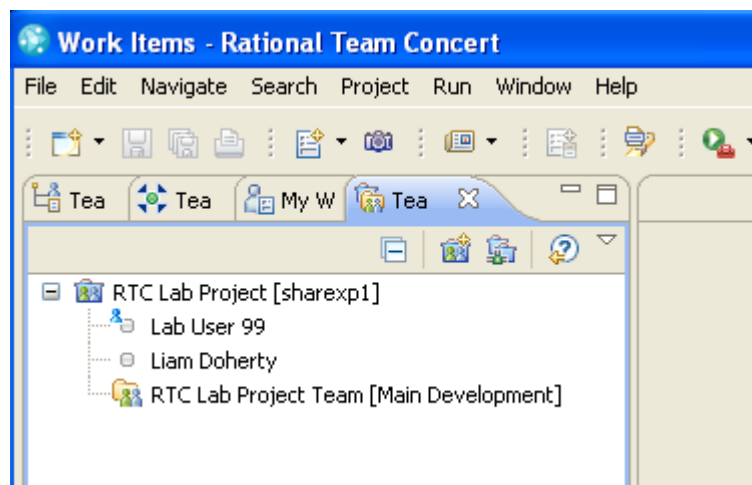 Work Items - Rational Team Concert
File Edit Navigate Search Project Run Window Help
Tea Tea My W Tea
RTC Lab Project [sharexp1]
Lab User 99
Liam Doherty
RTC Lab Project Team [Main Development]